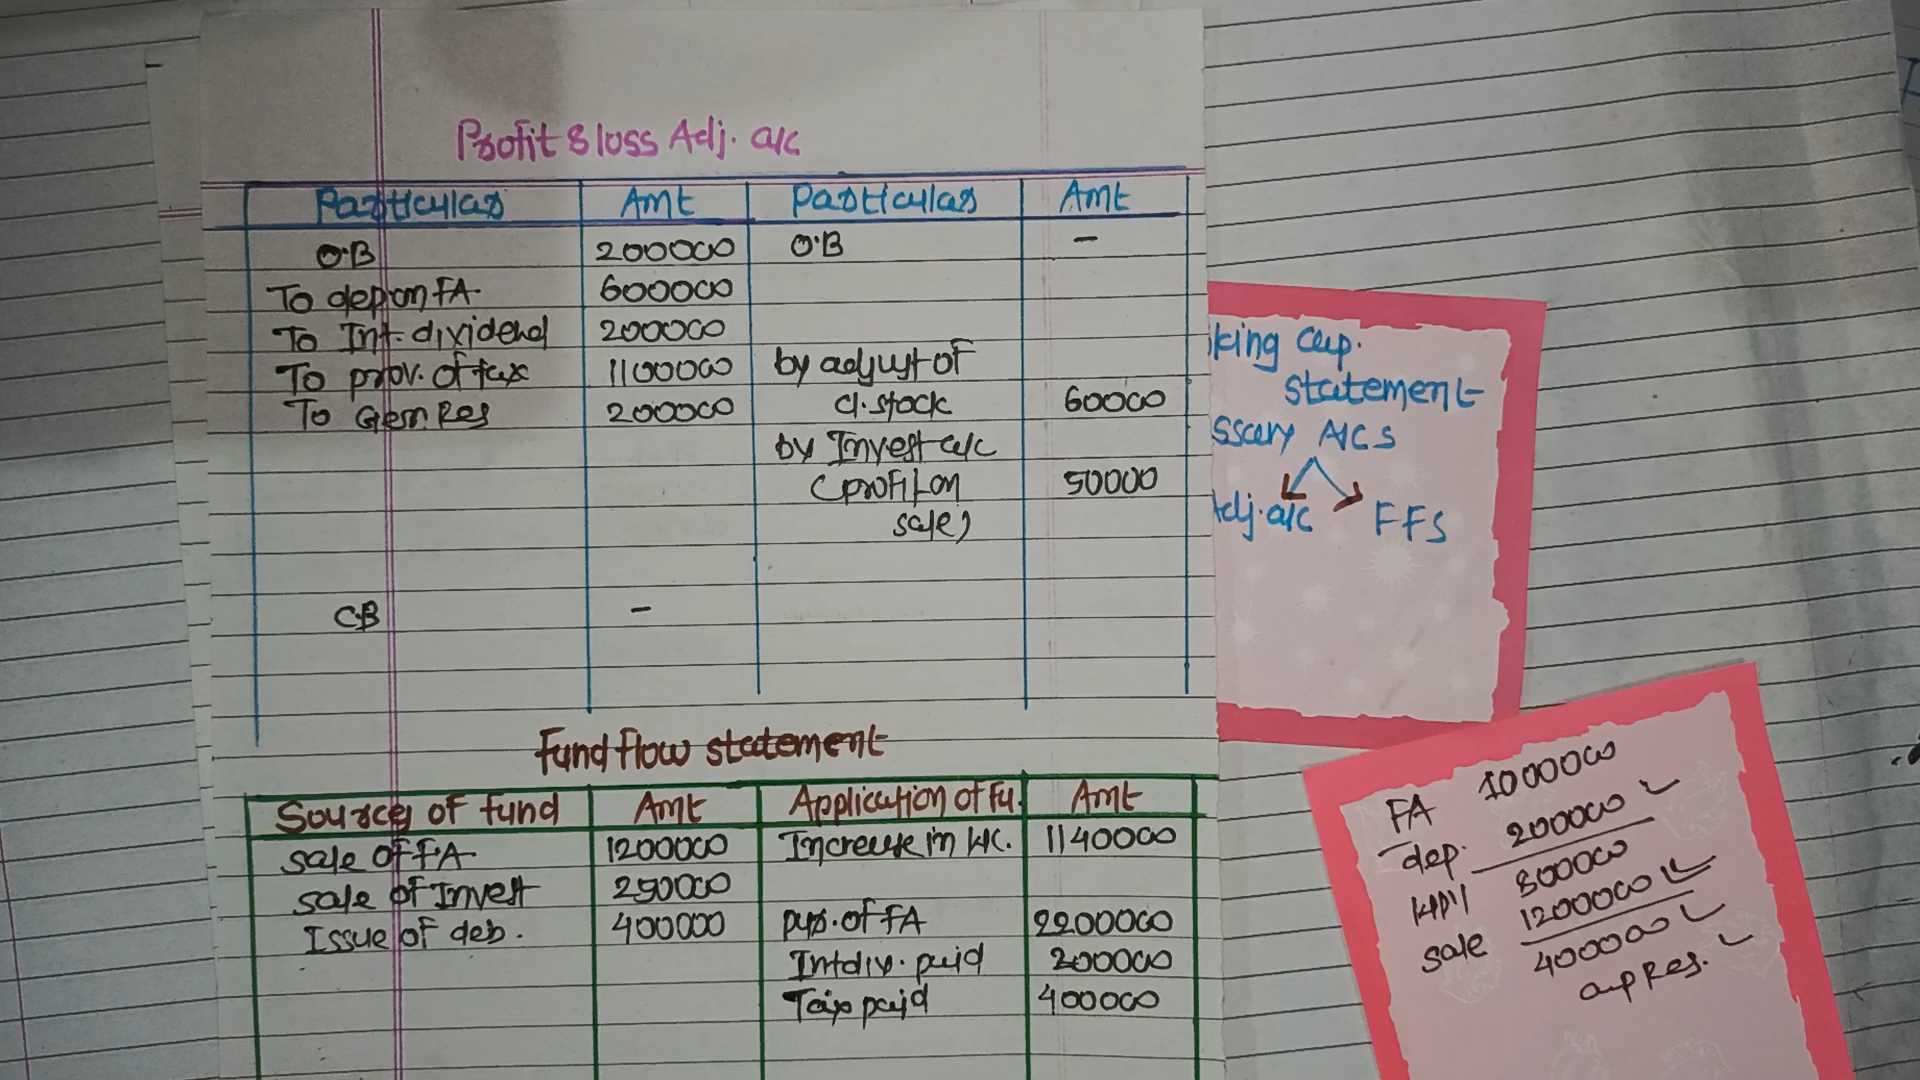 Profit & loss Adj. a/c
Particulars Amt Particulars Amt
O.B 200000 O.B -
To dep on FA. 600000
To Int. dividend 200000
To prov. of tax 1100000 by adjust of
To Gen. Res 200000 cl. stock 60000
by Invest a/c
(profit on 50000
sale)
C.B -
Fund flow statement
Source of fund Amt Application of Fu. Amt
sale of F.A. 1200000 Increase in WC. 1140000
sale of Invest 250000
Issue of deb. 400000 pur. of FA 2200000
Int div. paid 200000
Tax paid 400000
king cap.
statement
ssary A/CS
Adj. a/c FFS
FA 1000000
dep. 200000
WDV 800000
sale 1200000
400000
cap Res.